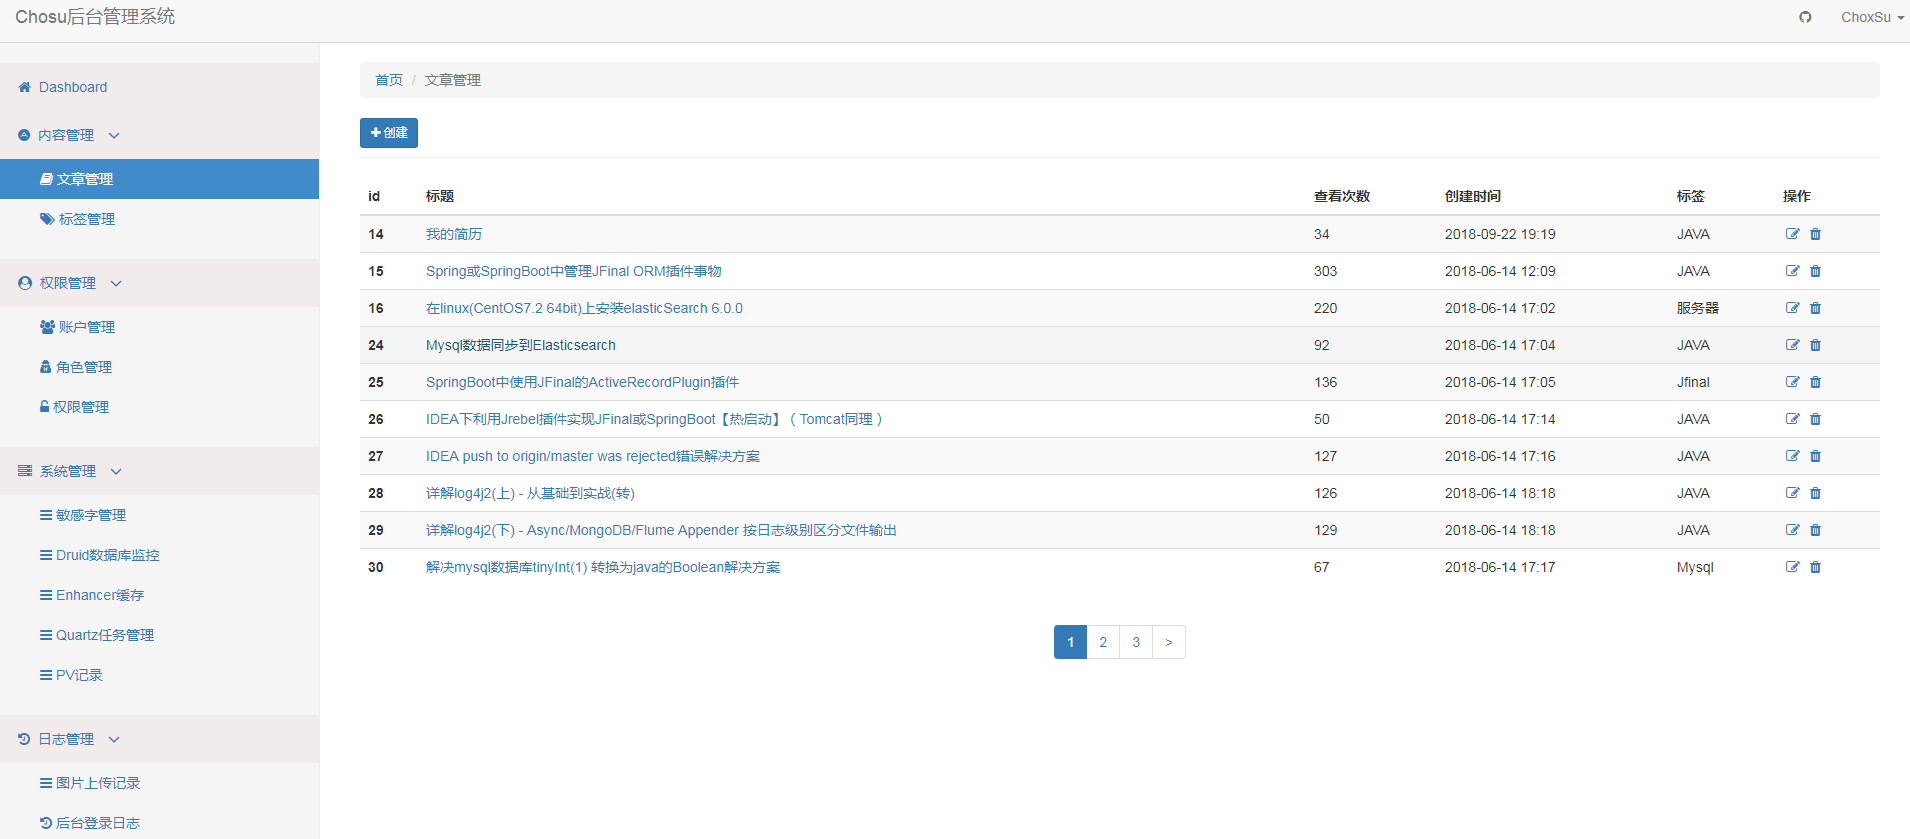 Chosu后台管理系统
ChoxSu
Dashboard
内容管理
文章管理
标签管理
权限管理
账户管理
角色管理
权限管理
系统管理
敏感字管理
Druid数据库监控
Enhancer缓存
Quartz任务管理
PV记录
日志管理
图片上传记录
后台登录日志
首页 / 文章管理
创建
id 标题 查看次数 创建时间 标签 操作
14 我的简历 34 2018-09-22 19:19 JAVA
15 Spring或SpringBoot中管理JFinal ORM插件事物 303 2018-06-14 12:09 JAVA
16 在linux(CentOS7.2 64bit)上安装elasticSearch 6.0.0 220 2018-06-14 17:02 服务器
24 Mysql数据同步到Elasticsearch 92 2018-06-14 17:04 JAVA
25 SpringBoot中使用JFinal的ActiveRecordPlugin插件 136 2018-06-14 17:05 Jfinal
26 IDEA下利用Jrebel插件实现JFinal或SpringBoot【热启动】（Tomcat同理） 50 2018-06-14 17:14 JAVA
27 IDEA push to origin/master was rejected错误解决方案 127 2018-06-14 17:16 JAVA
28 详解log4j2(上) - 从基础到实战(转) 126 2018-06-14 18:18 JAVA
29 详解log4j2(下) - Async/MongoDB/Flume Appender 按日志级别区分文件输出 129 2018-06-14 18:18 JAVA
30 解决mysql数据库tinyInt(1) 转换为java的Boolean解决方案 67 2018-06-14 17:17 Mysql
1 2 3 >